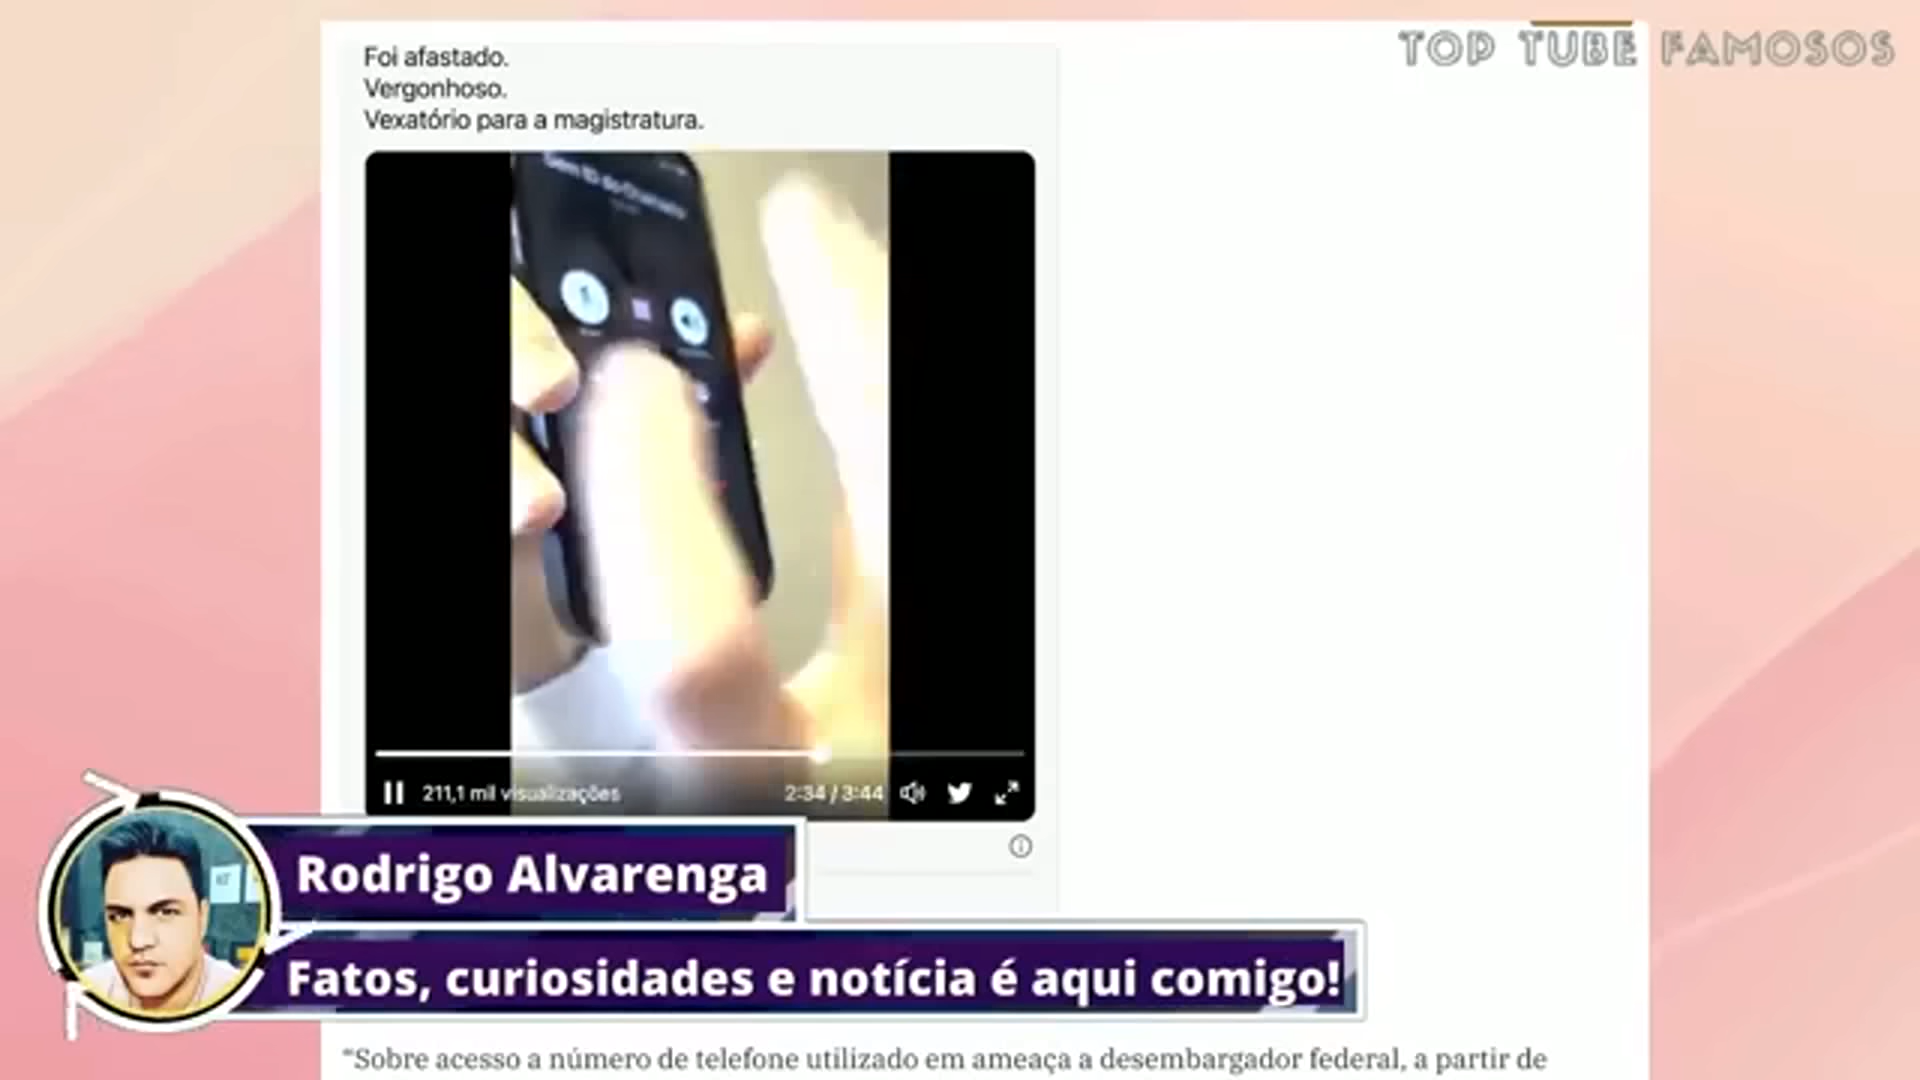 TOP TUBE FAMOSOS
Foi afastado.
Vergonhoso.
Vexatório para a magistratura.
211,1 mil visualizações
2:34 / 3:44
Rodrigo Alvarenga
Fatos, curiosidades e notícia é aqui comigo!
“Sobre acesso a número de telefone utilizado em ameaça a desembargador federal, a partir de